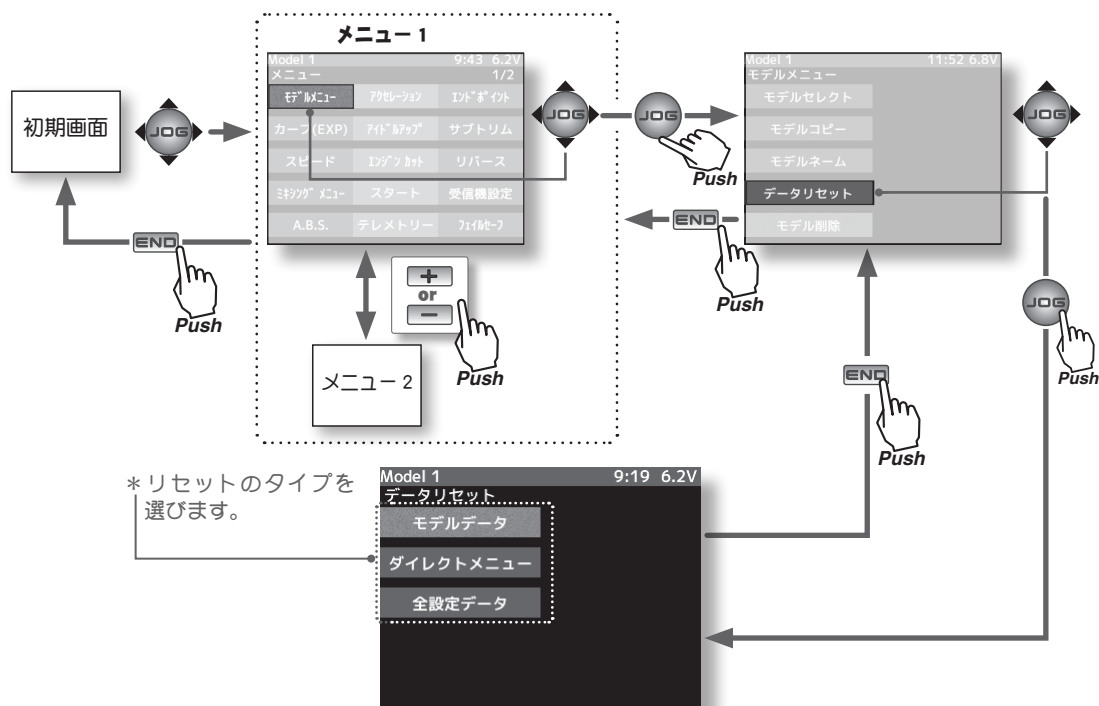 メニュー 1
初期画面
JOG
Model 1 9:43 6.2V
メニュー 1/2
ﾓﾃﾞﾙﾒﾆｭｰ アクセレーション ｴﾝﾄﾞﾎﾟｲﾝﾄ
カーブ(EXP) ｱｲﾄﾞﾙｱｯﾌﾟ サブトリム
スピード ｴﾝｼﾞﾝ ｶｯﾄ リバース
ﾐｷｼﾝｸﾞ ﾒﾆｭｰ スタート 受信機設定
A.B.S. テレメトリー ﾌｪｲﾙｾｰﾌ
JOG
JOG
Push
Model 1 11:52 6.8V
モデルメニュー
モデルセレクト
モデルコピー
モデルネーム
データリセット
モデル削除
JOG
END
Push
END
Push
+
or
−
Push
メニュー 2
JOG
Push
END
Push
＊リセットのタイプを
選びます。
Model 1 9:19 6.2V
データリセット
モデルデータ
ダイレクトメニュー
全設定データ